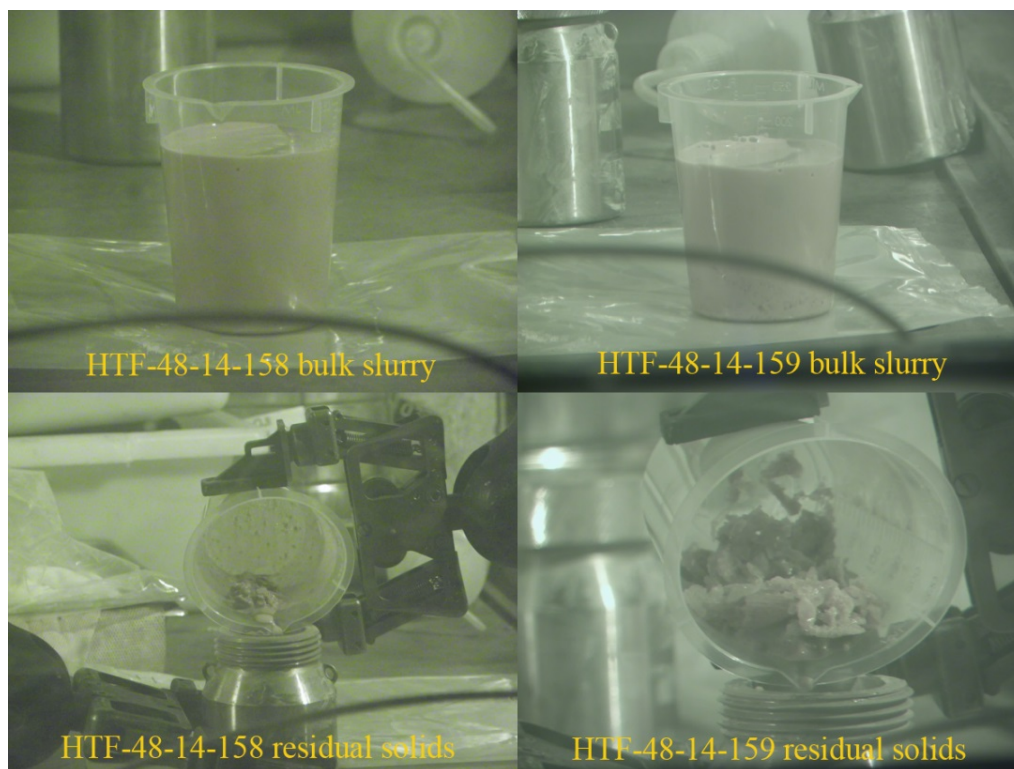 HTF-48-14-158 bulk slurry
HTF-48-14-159 bulk slurry
HTF-48-14-158 residual solids
HTF-48-14-159 residual solids